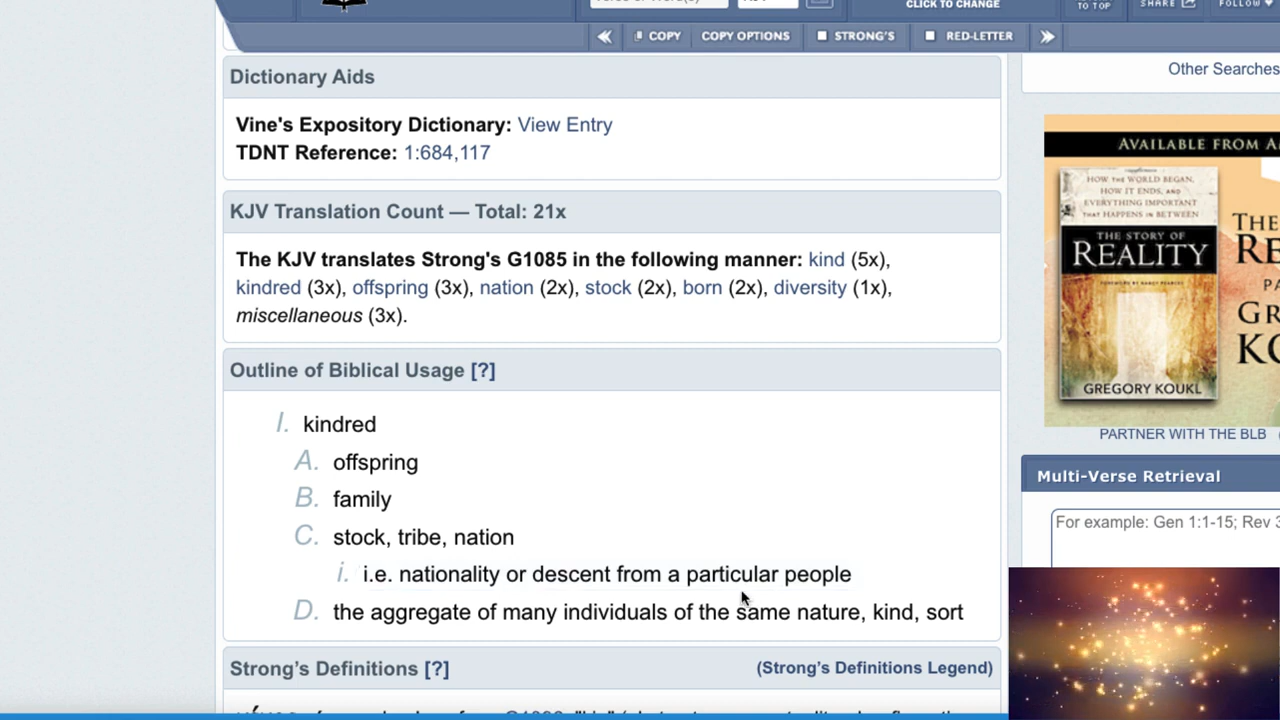 CLICK TO CHANGE
TO TOP
SHARE
FOLLOW
COPY
COPY OPTIONS
STRONG'S
RED-LETTER
Dictionary Aids
Vine's Expository Dictionary: View Entry
TDNT Reference: 1:684,117
KJV Translation Count — Total: 21x
The KJV translates Strong's G1085 in the following manner: kind (5x),
kindred (3x), offspring (3x), nation (2x), stock (2x), born (2x), diversity (1x),
miscellaneous (3x).
Outline of Biblical Usage [?]
I. kindred
A. offspring
B. family
C. stock, tribe, nation
i. i.e. nationality or descent from a particular people
D. the aggregate of many individuals of the same nature, kind, sort
Strong's Definitions [?]
(Strong's Definitions Legend)
Other Searches
AVAILABLE FROM A
HOW THE WORLD BEGAN,
HOW IT ENDS, AND
EVERYTHING IMPORTANT
THAT HAPPENS IN BETWEEN
THE STORY OF
REALITY
GREGORY KOUKL
THE
RE
PA
GR
KO
PARTNER WITH THE BLB
Multi-Verse Retrieval
For example: Gen 1:1-15; Rev 3